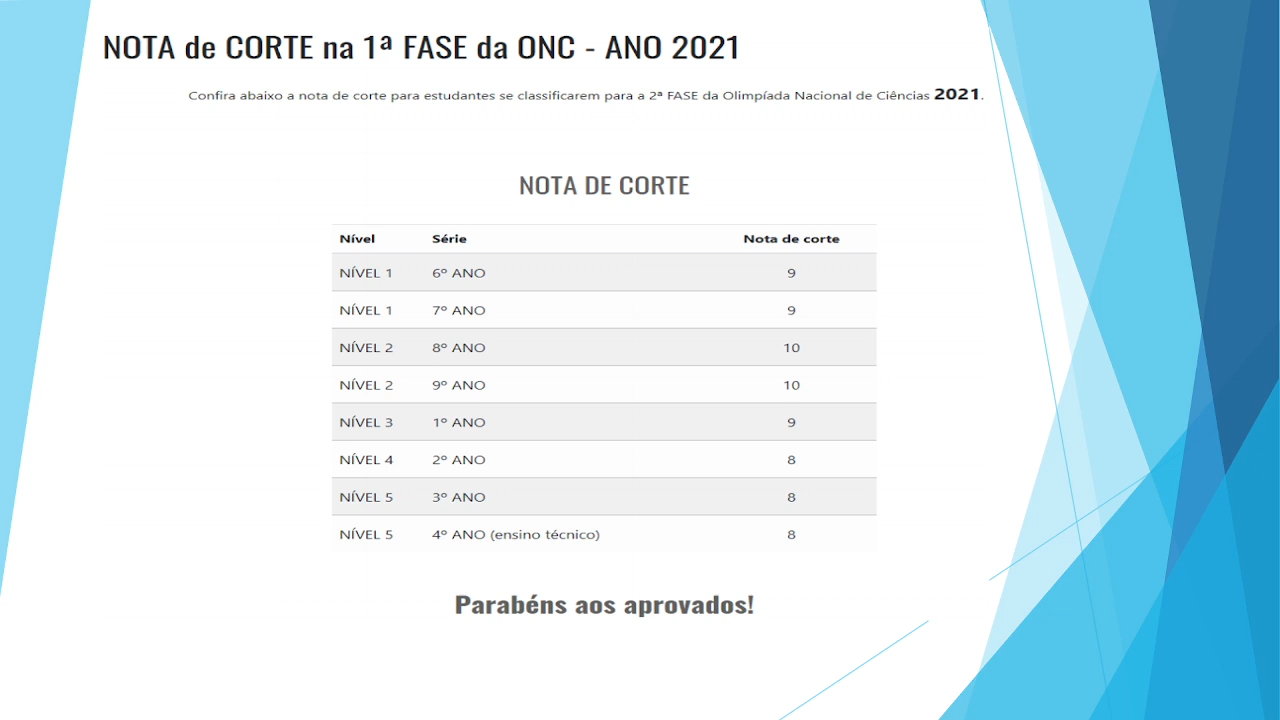 NOTA de CORTE na 1ª FASE da ONC - ANO 2021
Confira abaixo a nota de corte para estudantes se classificarem para a 2ª FASE da Olimpíada Nacional de Ciências 2021.
NOTA DE CORTE
Nível Série Nota de corte
NÍVEL 1 6º ANO 9
NÍVEL 1 7º ANO 9
NÍVEL 2 8º ANO 10
NÍVEL 2 9º ANO 10
NÍVEL 3 1º ANO 9
NÍVEL 4 2º ANO 8
NÍVEL 5 3º ANO 8
NÍVEL 5 4º ANO (ensino técnico) 8
Parabéns aos aprovados!